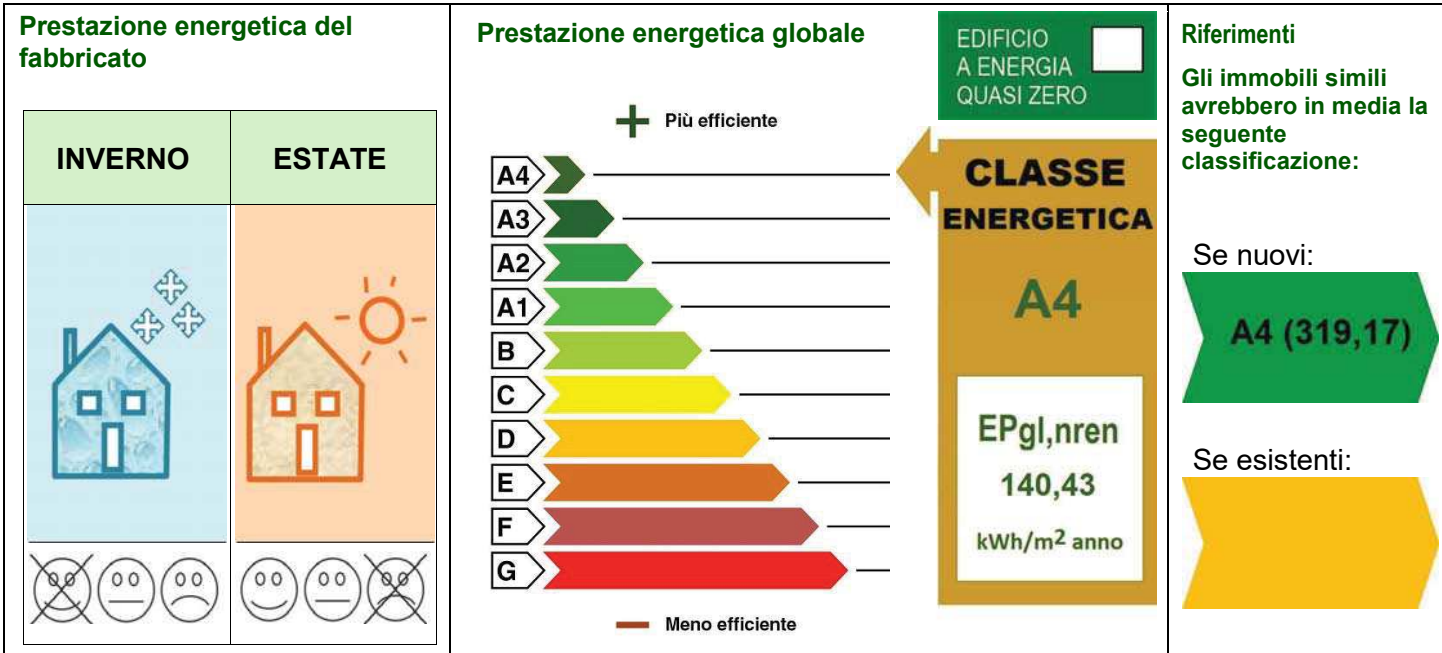 Prestazione energetica del
fabbricato
INVERNO
ESTATE
Prestazione energetica globale
Più efficiente
A4
A3
A2
A1
B
C
D
E
F
G
Meno efficiente
EDIFICIO
A ENERGIA
QUASI ZERO
CLASSE
ENERGETICA
A4
EPgl,nren
140,43
kWh/m² anno
Riferimenti
Gli immobili simili
avrebbero in media la
seguente
classificazione:
Se nuovi:
A4 (319,17)
Se esistenti: